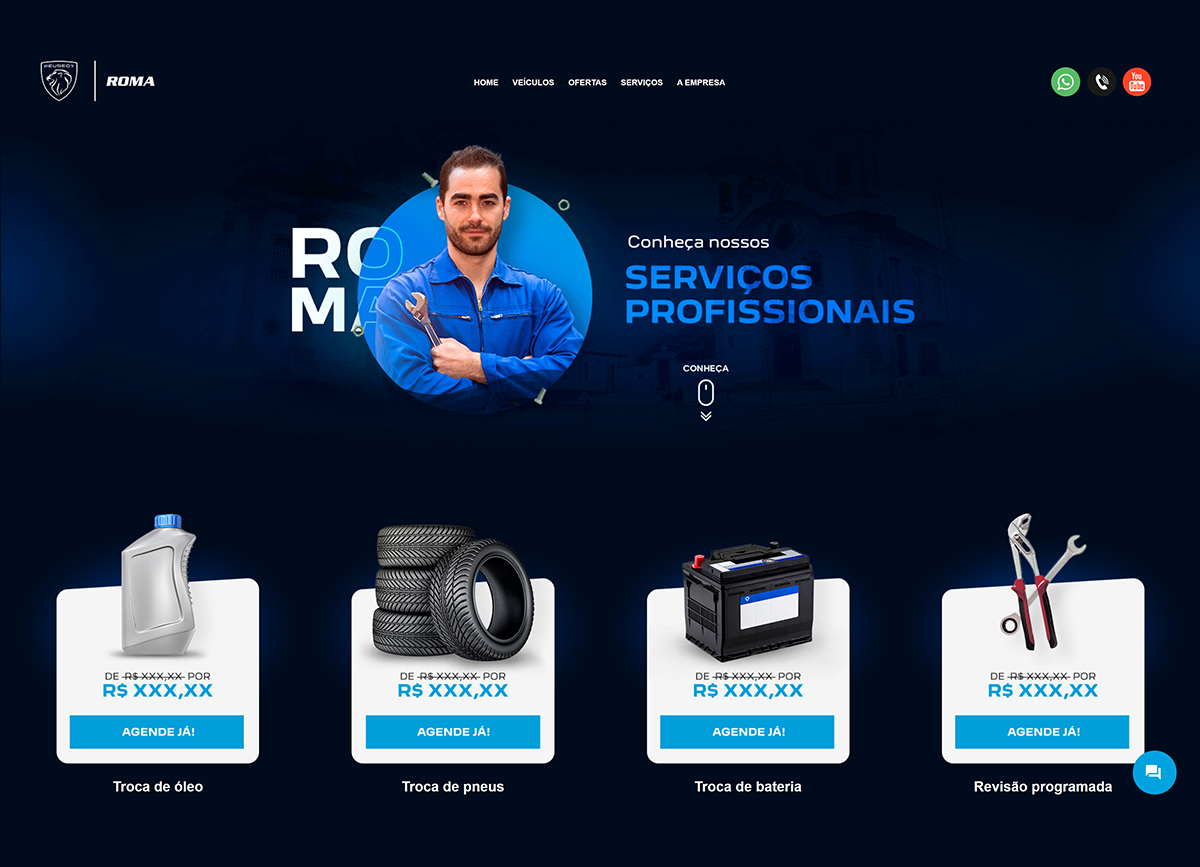 PEUGEOT
ROMA
HOME VEÍCULOS OFERTAS SERVIÇOS A EMPRESA
You
Tube
RO
MA
Conheça nossos
SERVIÇOS
PROFISSIONAIS
CONHEÇA
DE R$ XXX,XX POR
R$ XXX,XX
AGENDE JÁ!
Troca de óleo
DE R$ XXX,XX POR
R$ XXX,XX
AGENDE JÁ!
Troca de pneus
DE R$ XXX,XX POR
R$ XXX,XX
AGENDE JÁ!
Troca de bateria
DE R$ XXX,XX POR
R$ XXX,XX
AGENDE JÁ!
Revisão programada